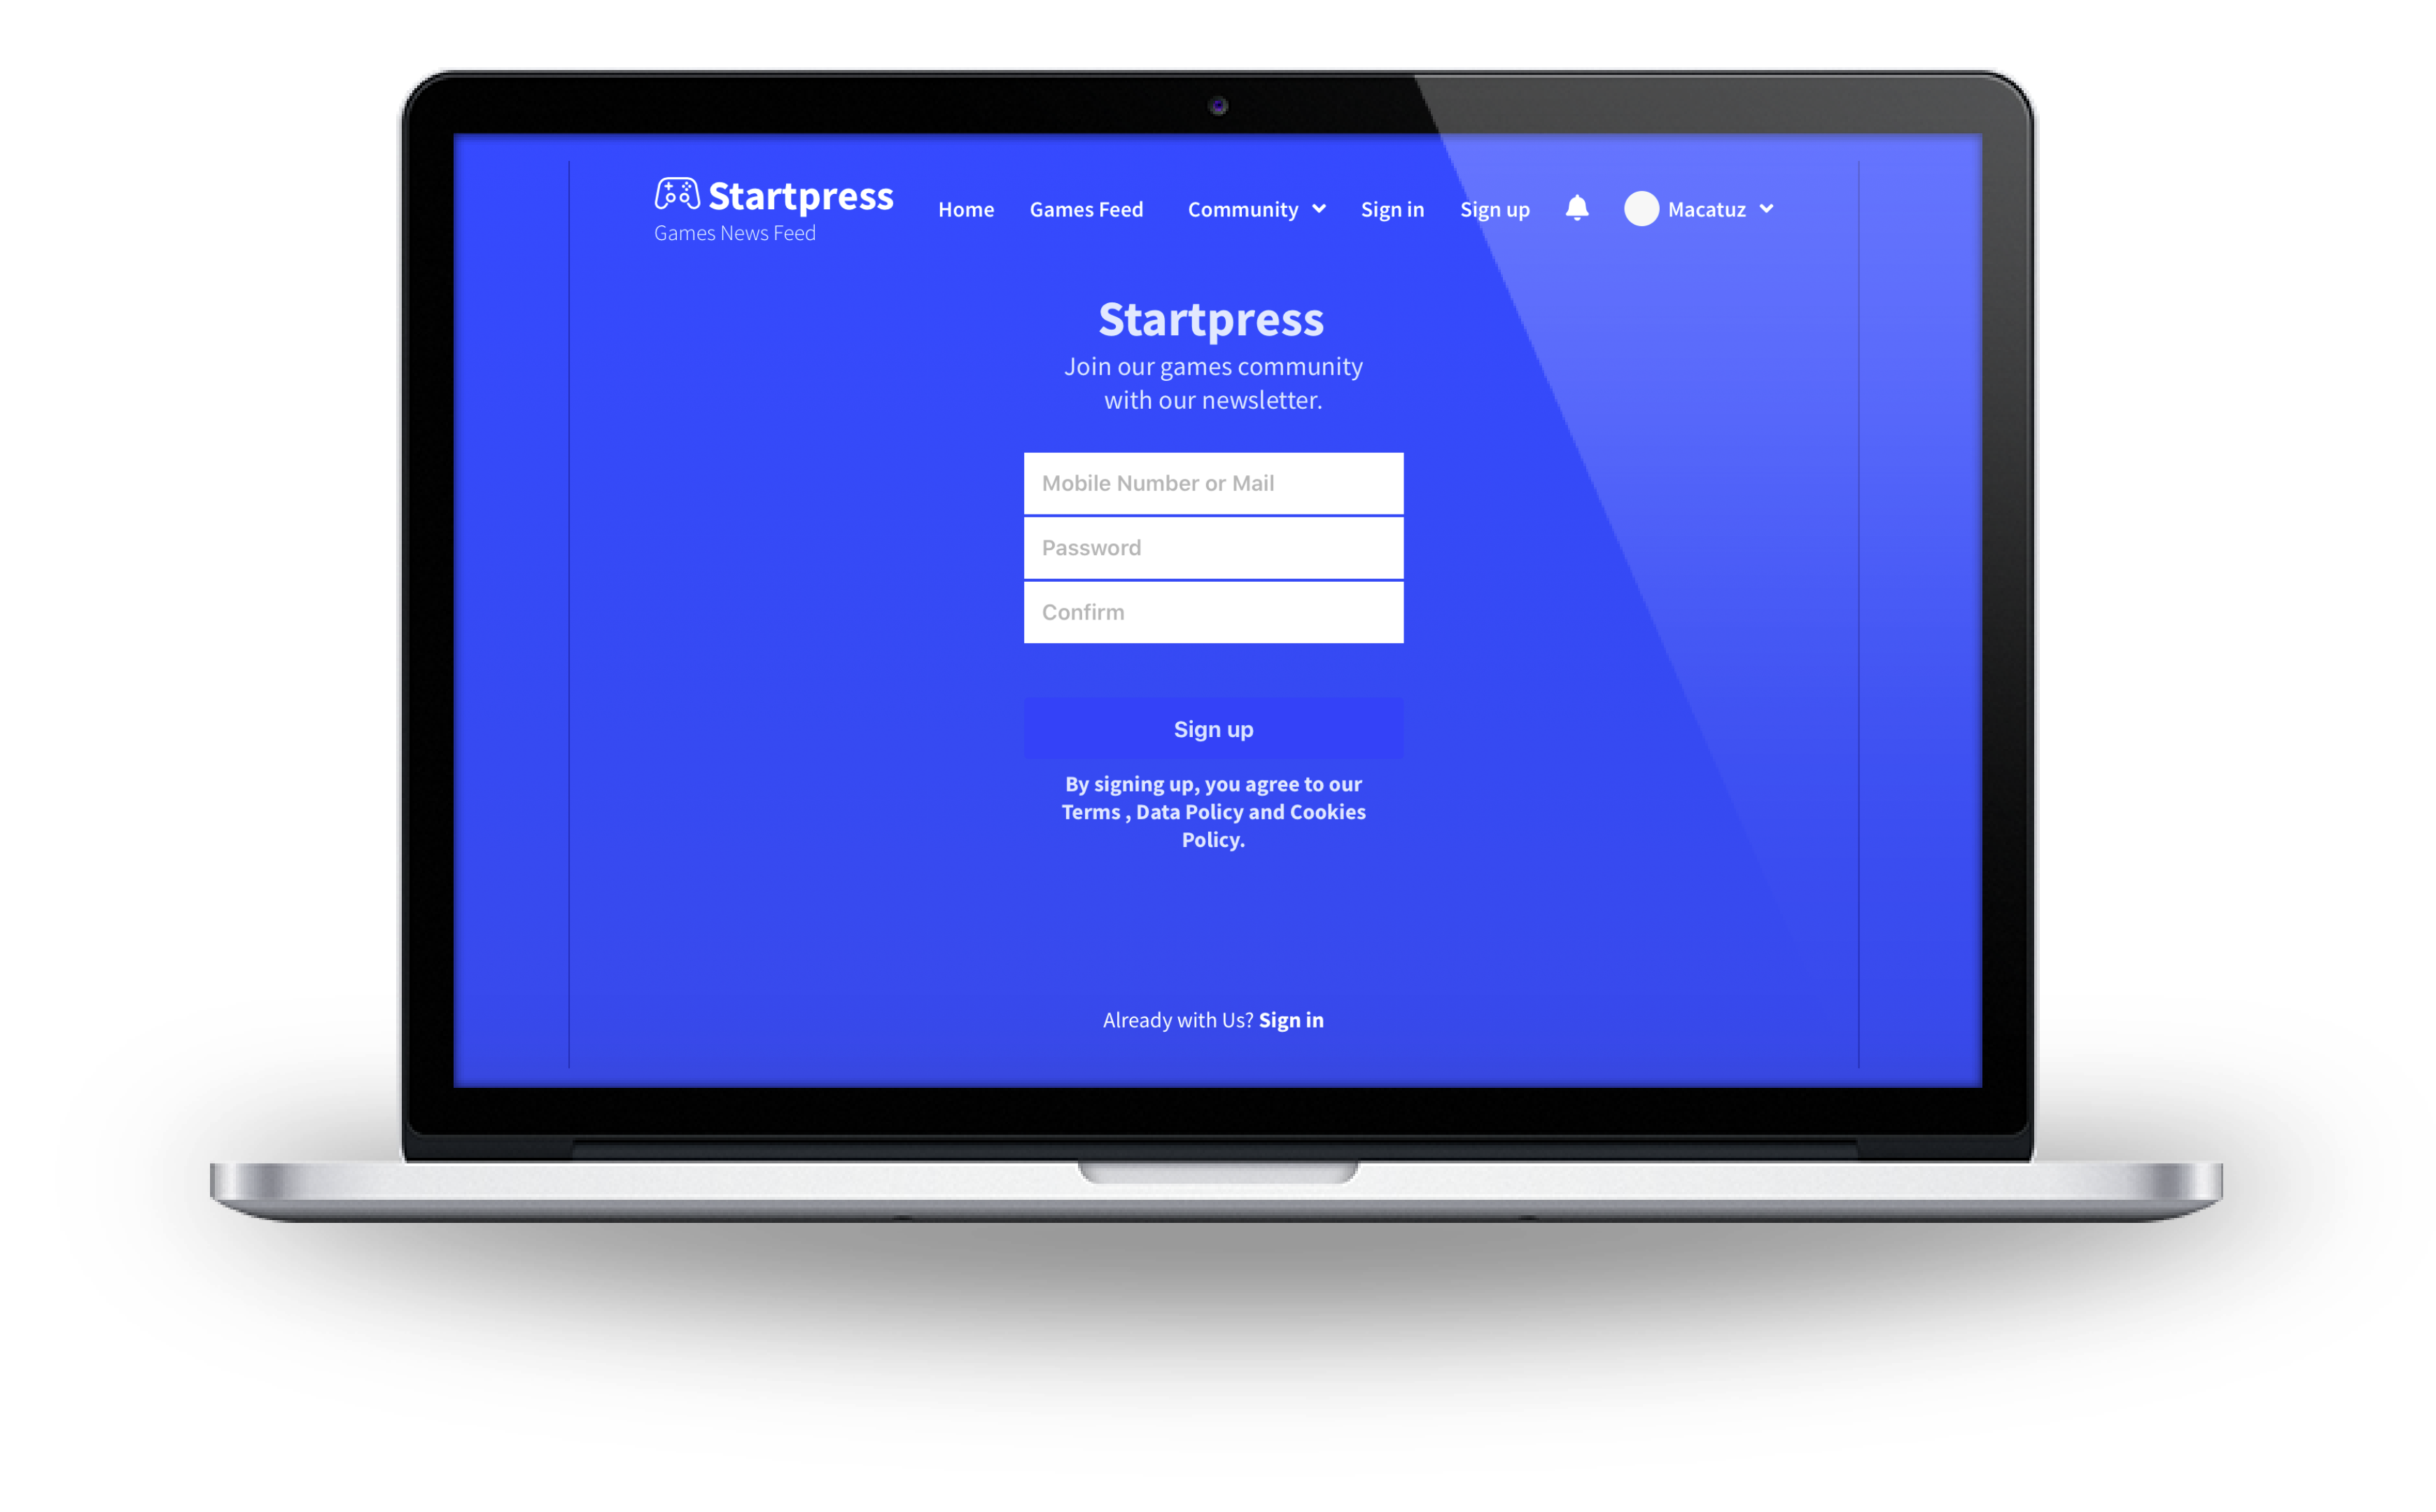 Startpress
Games News Feed
Home Games Feed Community Sign in Sign up Macatuz
Startpress
Join our games community
with our newsletter.
Mobile Number or Mail
Password
Confirm
Sign up
By signing up, you agree to our
Terms , Data Policy and Cookies
Policy.
Already with Us? Sign in